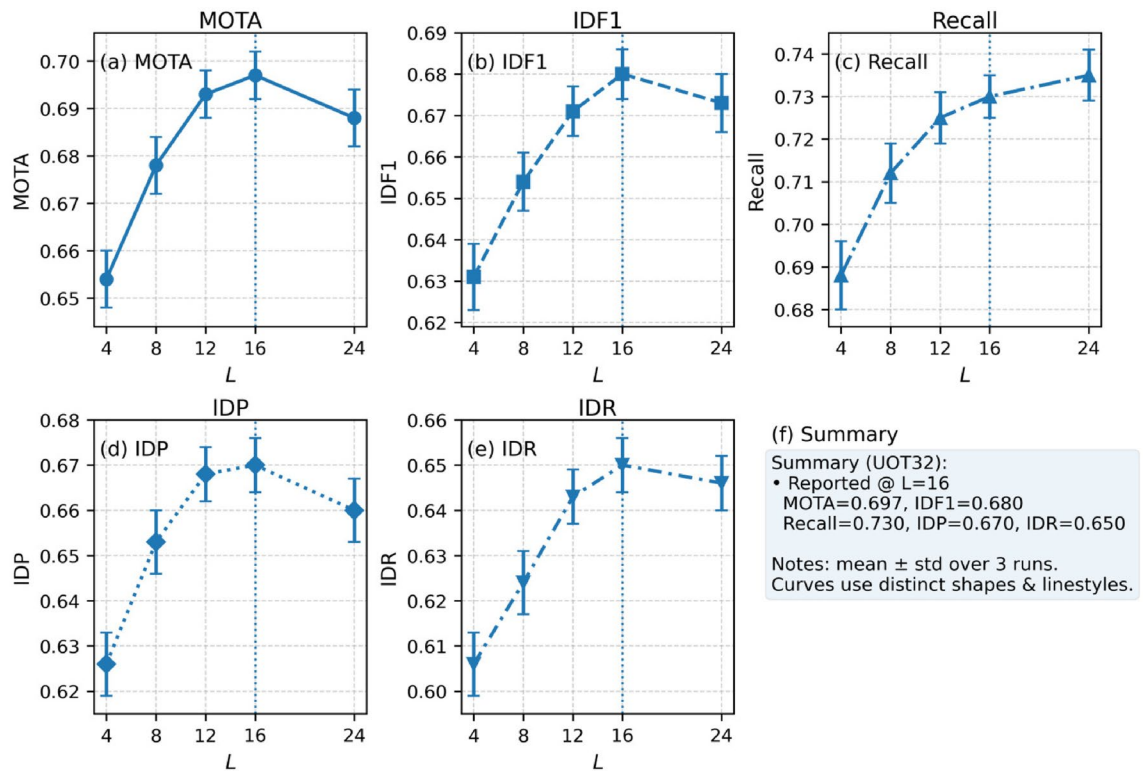 MOTA
(a) MOTA
0.70
0.69
0.68
0.67
0.66
0.65
MOTA
4 8 12 16 24
L
IDF1
(b) IDF1
0.69
0.68
0.67
0.66
0.65
0.64
0.63
0.62
IDF1
4 8 12 16 24
L
Recall
(c) Recall
0.74
0.73
0.72
0.71
0.70
0.69
0.68
Recall
4 8 12 16 24
L
IDP
(d) IDP
0.68
0.67
0.66
0.65
0.64
0.63
0.62
IDP
4 8 12 16 24
L
IDR
(e) IDR
0.66
0.65
0.64
0.63
0.62
0.61
0.60
IDR
4 8 12 16 24
L
(f) Summary
Summary (UOT32):
• Reported @ L=16
MOTA=0.697, IDF1=0.680
Recall=0.730, IDP=0.670, IDR=0.650
Notes: mean ± std over 3 runs.
Curves use distinct shapes & linestyles.